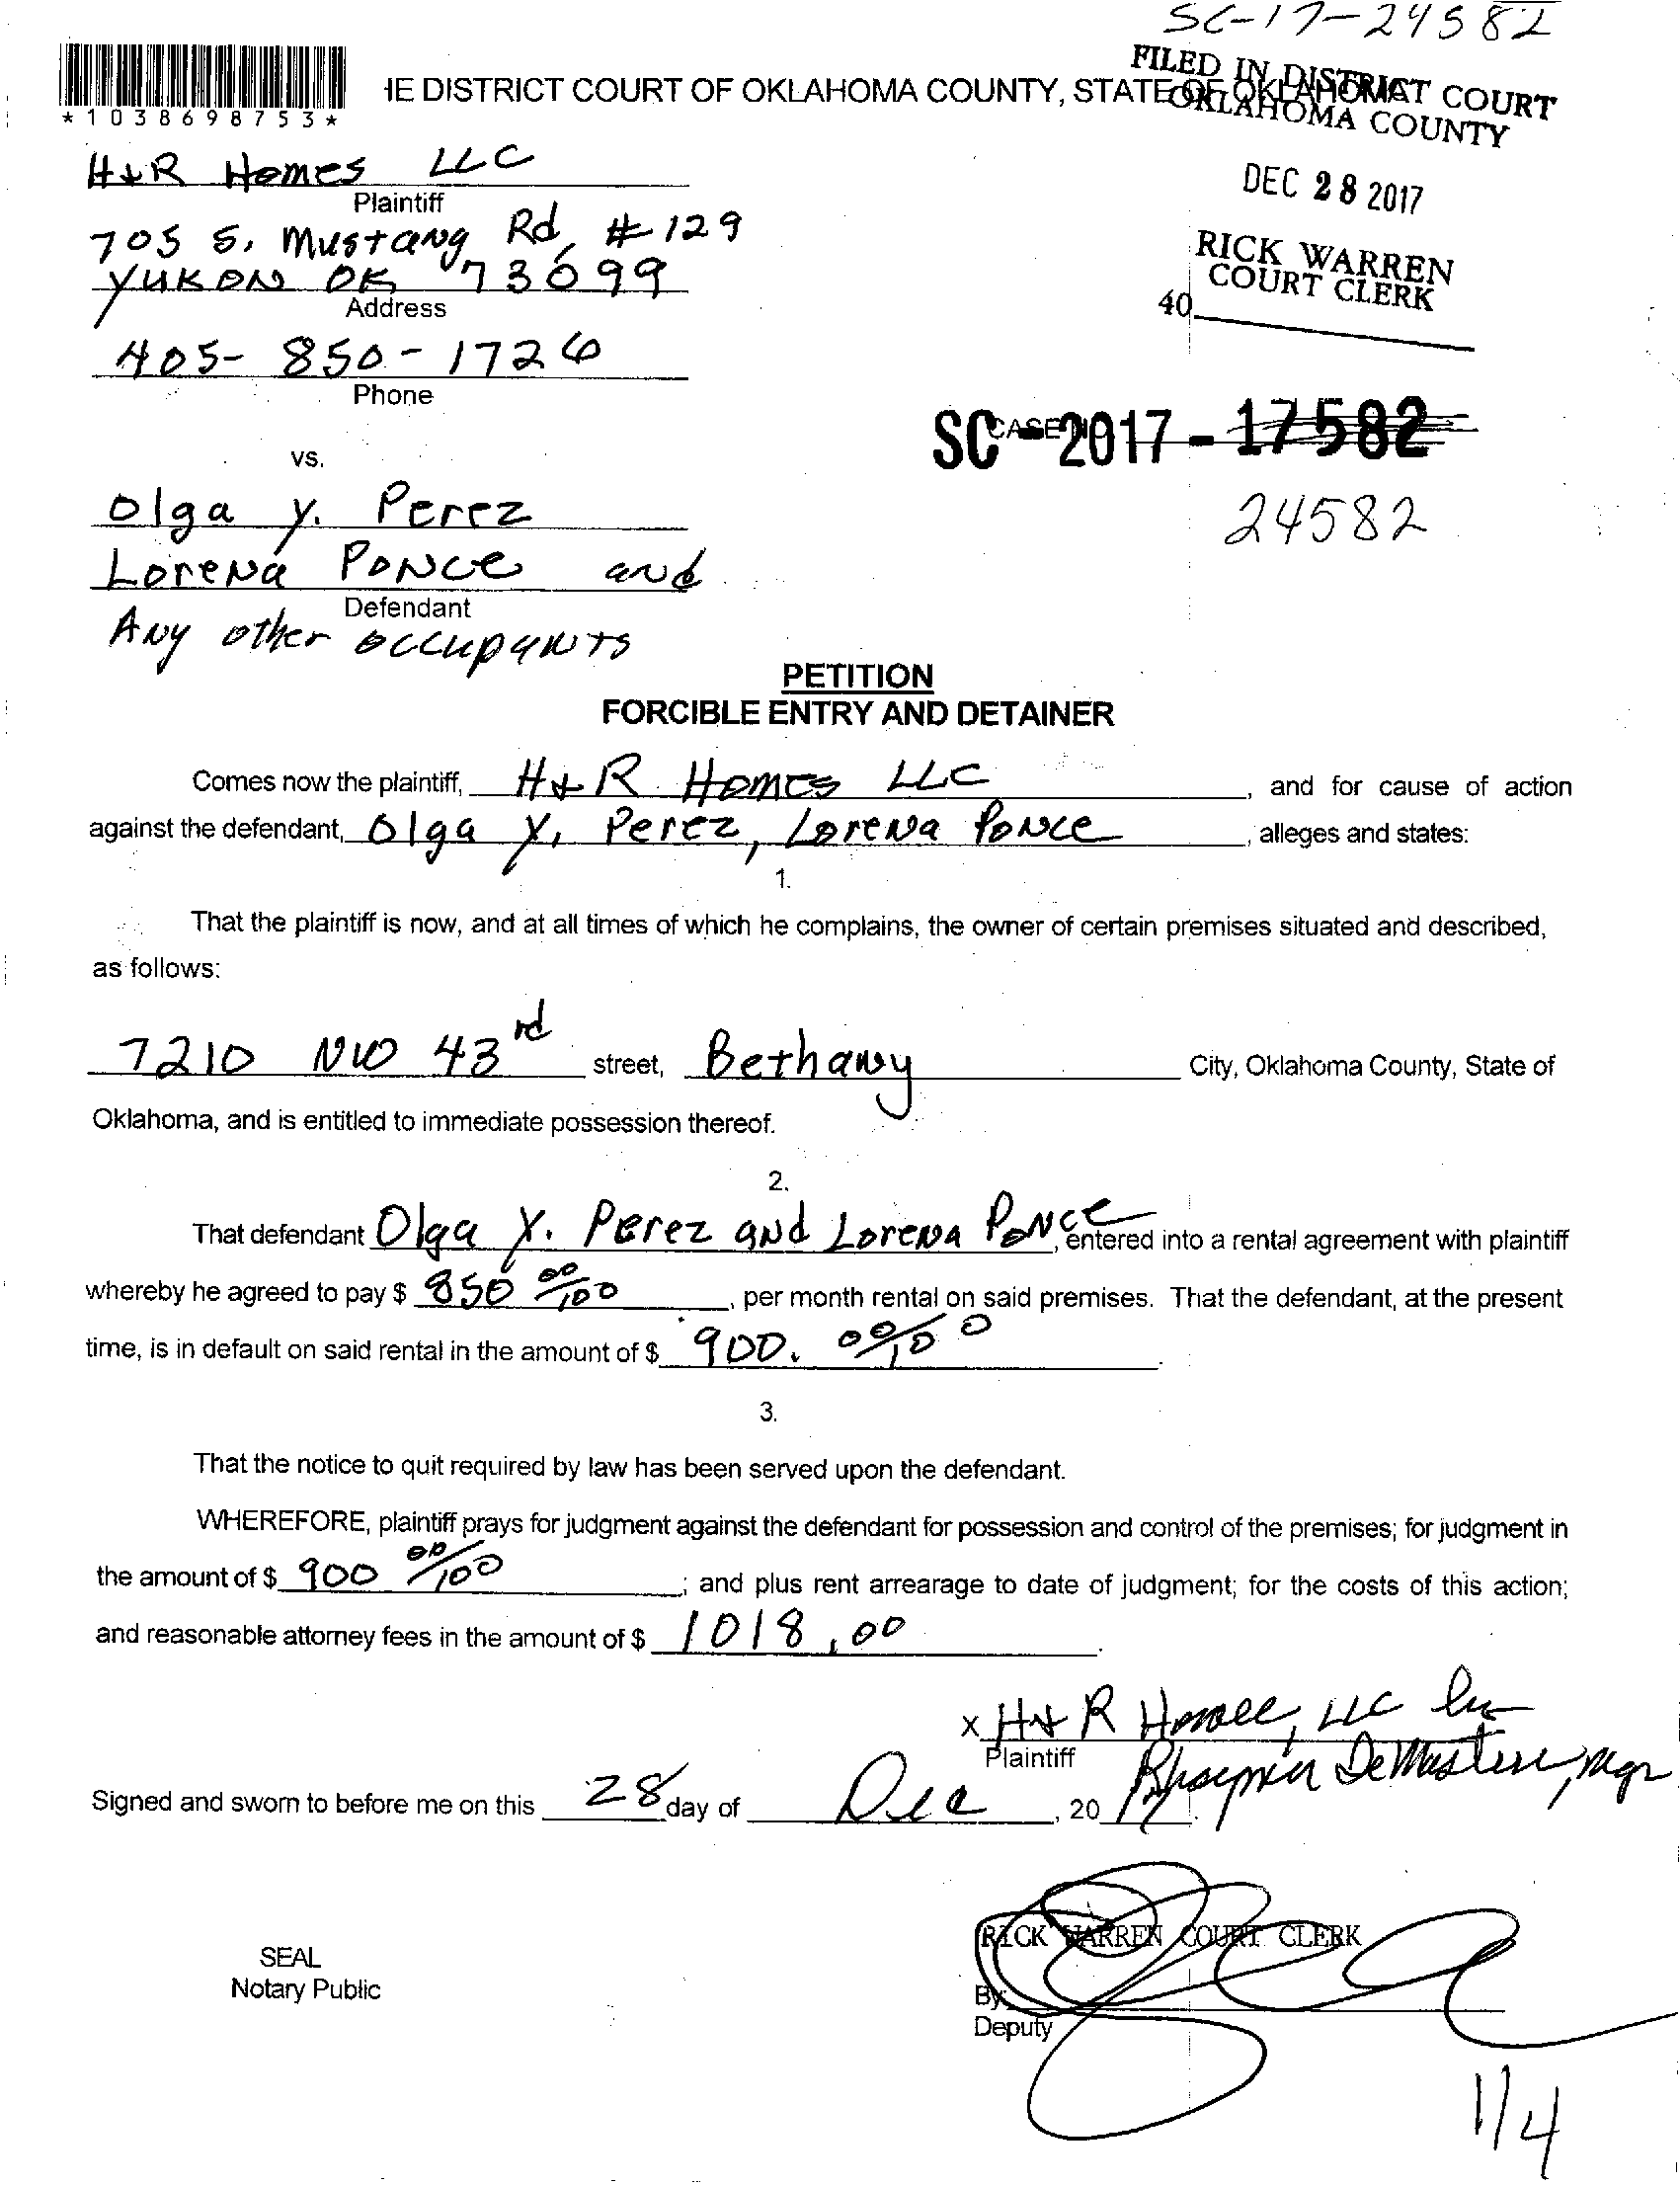 SC-17-24582
*1038698753*
IE DISTRICT COURT OF OKLAHOMA COUNTY, STATE OF OKLAHOMA
FILED IN DISTRICT COURT
OKLAHOMA COUNTY
DEC 28 2017
RICK WARREN
COURT CLERK
40
H&R Homes LLC
Plaintiff
705 S. Mustang Rd # 129
Yukon OK 73099
Address
405-850-1726
Phone
SC-2017-17582
CASE
24582
vs.
Olga Y. Perez
Lorena Ponce and
Defendant
Any other occupants
PETITION
FORCIBLE ENTRY AND DETAINER
Comes now the plaintiff, H&R Homes LLC, and for cause of action
against the defendant, Olga Y. Perez, Lorena Ponce, alleges and states:
1.
That the plaintiff is now, and at all times of which he complains, the owner of certain premises situated and described,
as follows:
7210 NW 43rd street, Bethany City, Oklahoma County, State of
Oklahoma, and is entitled to immediate possession thereof.
2.
That defendant Olga Y. Perez and Lorena Ponce, entered into a rental agreement with plaintiff
whereby he agreed to pay $ 850 00/100, per month rental on said premises. That the defendant, at the present
time, is in default on said rental in the amount of $ 900. 00/100.
3.
That the notice to quit required by law has been served upon the defendant.
WHEREFORE, plaintiff prays for judgment against the defendant for possession and control of the premises; for judgment in
the amount of $ 900 00/100; and plus rent arrearage to date of judgment; for the costs of this action;
and reasonable attorney fees in the amount of $ 1018.00.
x H&R Homes, LLC by
Plaintiff
DeMasters, mgr
Signed and sworn to before me on this 28 day of Dec, 20
RICK WARREN COURT CLERK
SEAL
Notary Public
By:
Deputy
1/4